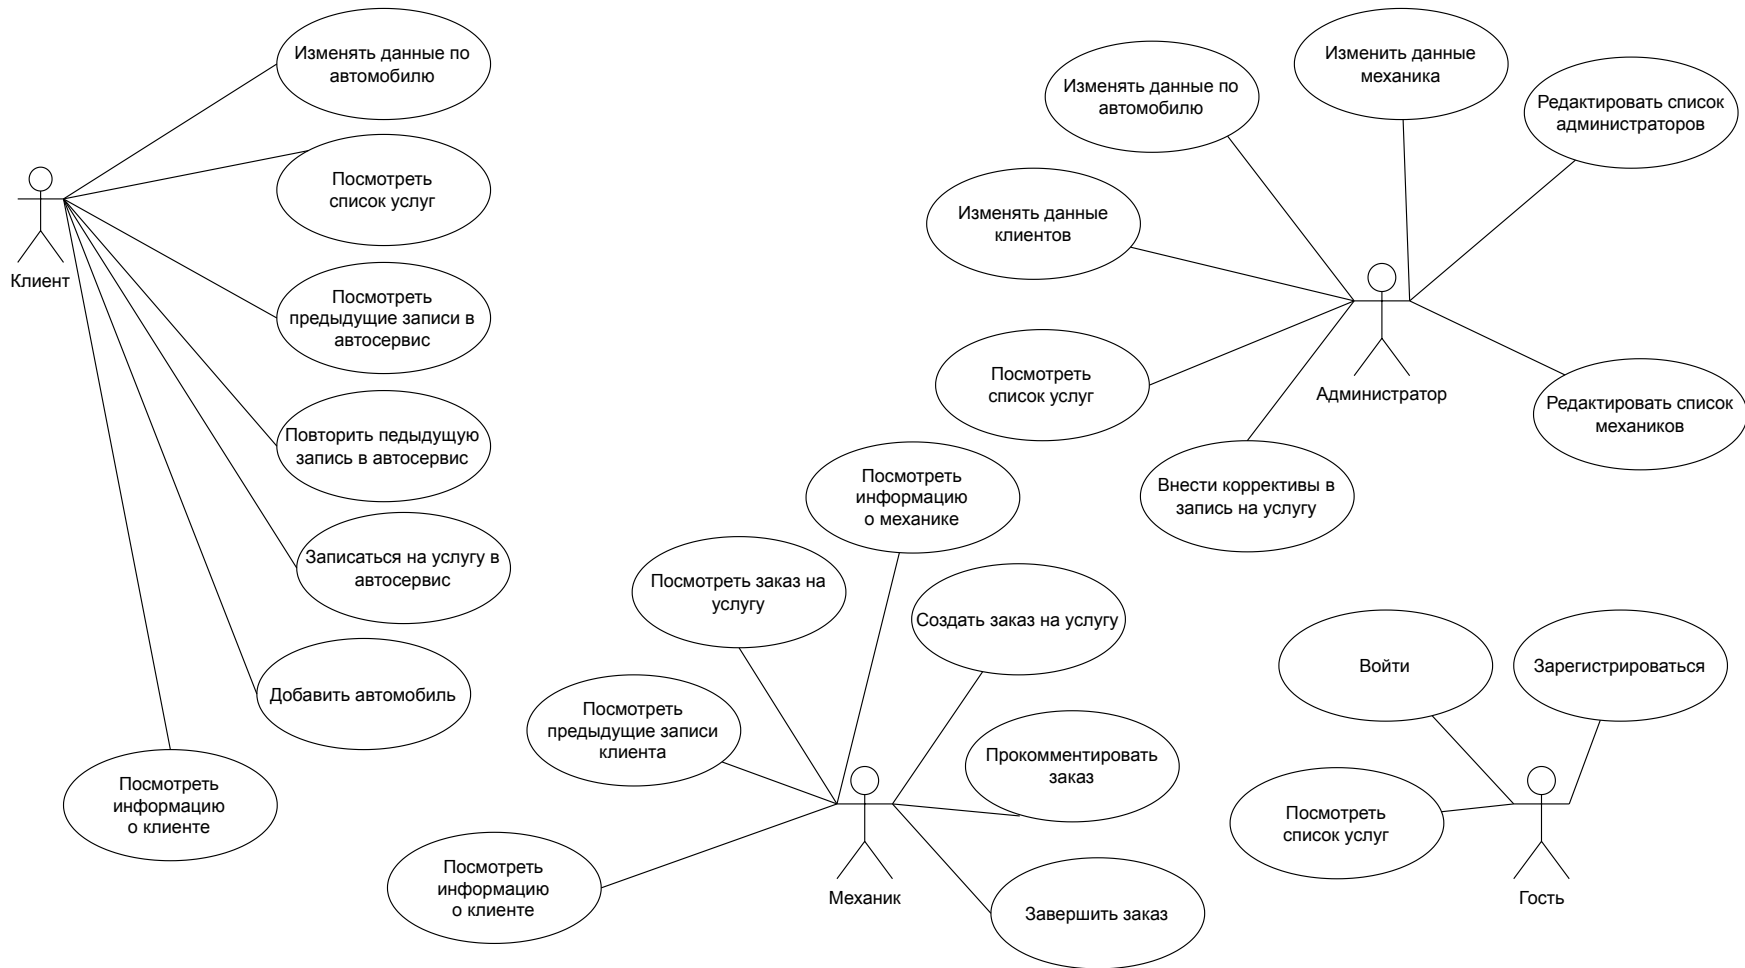 Изменять данные по
автомобилю
Посмотреть
список услуг
Клиент
Посмотреть
предыдущие записи в
автосервис
Повторить педыдущую
запись в автосервис
Записаться на услугу в
автосервис
Добавить автомобиль
Посмотреть
информацию
о клиенте
Изменять данные по
автомобилю
Изменить данные
механика
Редактировать список
администраторов
Изменять данные
клиентов
Посмотреть
список услуг
Администратор
Редактировать список
механиков
Внести коррективы в
запись на услугу
Посмотреть
информацию
о механике
Посмотреть заказ на
услугу
Создать заказ на услугу
Посмотреть
предыдущие записи
клиента
Прокомментировать
заказ
Посмотреть
информацию
о клиенте
Механик
Завершить заказ
Войти
Зарегистрироваться
Посмотреть
список услуг
Гость